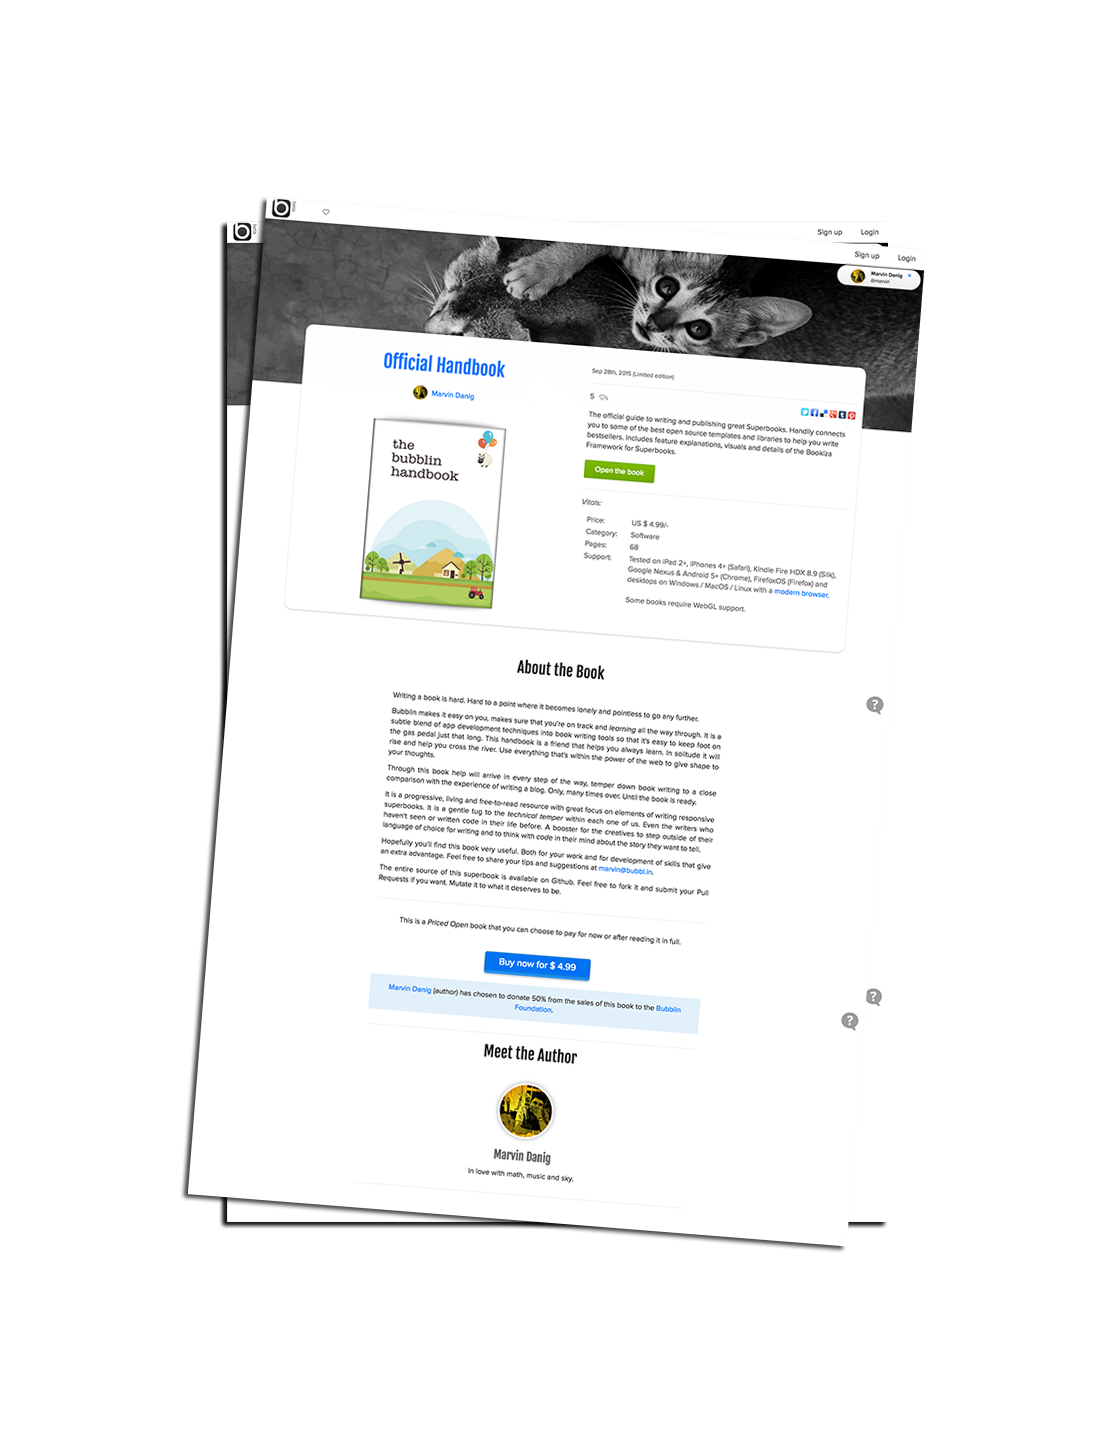 beta
beta
Sign up Login
Sign up Login
Marvin Danig
@marvin
Official Handbook
Marvin Danig
the
bubblin
handbook
Sep 28th, 2015 (Limited edition)
5 s
The official guide to writing and publishing great Superbooks. Handily connects
you to some of the best open source templates and libraries to help you write
bestsellers. Includes feature explanations, visuals and details of the Bookiza
Framework for Superbooks.
Open the book
Vitals:
Price: US $ 4.99/-
Category: Software
Pages: 68
Support: Tested on iPad 2+, iPhones 4+ (Safari), Kindle Fire HDX 8.9 (Silk),
Google Nexus & Android 5+ (Chrome), FirefoxOS (Firefox) and
desktops on Windows / MacOS / Linux with a modern browser.
Some books require WebGL support.
About the Book
Writing a book is hard. Hard to a point where it becomes lonely and pointless to go any further.
Bubblin makes it easy on you, makes sure that you're on track and learning all the way through. It is a
subtle blend of app development techniques into book writing tools so that it's easy to keep foot on
the gas pedal just that long. This handbook is a friend that helps you always learn. In solitude it will
rise and help you cross the river. Use everything that's within the power of the web to give shape to
your thoughts.
Through this book help will arrive in every step of the way, temper down book writing to a close
comparison with the experience of writing a blog. Only, many times over. Until the book is ready.
It is a progressive, living and free-to-read resource with great focus on elements of writing responsive
superbooks. It is a gentle tug to the technical temper within each one of us. Even the writers who
haven't seen or written code in their life before. A booster for the creatives to step outside of their
language of choice for writing and to think with code in their mind about the story they want to tell.
Hopefully you'll find this book very useful. Both for your work and for development of skills that give
an extra advantage. Feel free to share your tips and suggestions at marvin@bubbl.in.
The entire source of this superbook is available on Github. Feel free to fork it and submit your Pull
Requests if you want. Mutate it to what it deserves to be.
This is a Priced Open book that you can choose to pay for now or after reading it in full.
Buy now for $ 4.99
Marvin Danig (author) has chosen to donate 50% from the sales of this book to the Bubblin
Foundation.
Meet the Author
Marvin Danig
In love with math, music and sky.
?
?
?